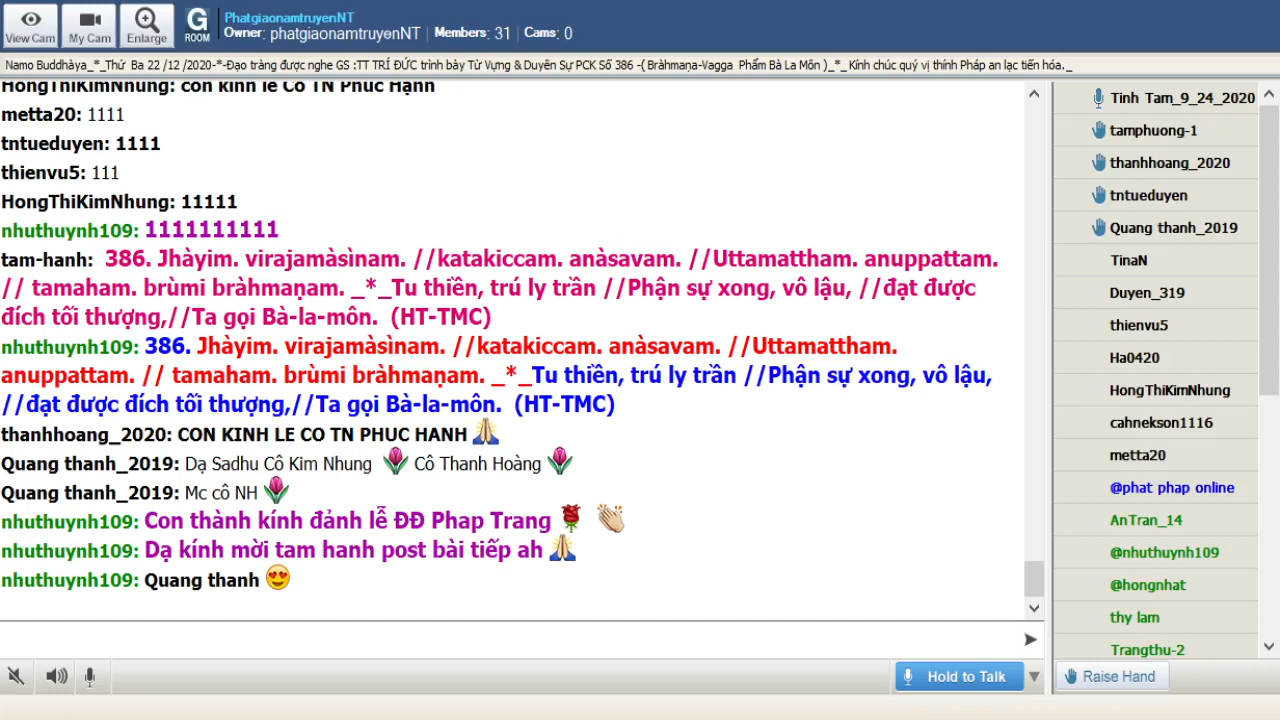 View Cam
My Cam
Enlarge
G
ROOM
PhatgiaonamtruyenNT
Owner: phatgiaonamtruyenNT | Members: 31 | Cams: 0
Namo Buddhàya_*_Thứ Ba 22 /12 /2020-*-Đạo tràng được nghe GS :TT TRÍ ĐỨC trình bày Từ Vựng & Duyên Sự PCK Số 386 -( Bràhmaṇa-Vagga Phẩm Bà La Môn )_*_ Kính chúc quý vị thính Pháp an lạc tiến hóa._
HongThiKimNhung: con kinh le Co TN Phuc Hạnh
metta20: 1111
tntueduyen: 1111
thienvu5: 111
HongThiKimNhung: 11111
nhuthuynh109: 1111111111
tam-hanh: 386. Jhàyim. virajamàsìnam. //katakiccam. anàsavam. //Uttamattham. anuppattam.
// tamaham. brùmi bràhmaṇam. _*_Tu thiền, trú ly trần //Phận sự xong, vô lậu, //đạt được
đích tối thượng,//Ta gọi Bà-la-môn. (HT-TMC)
nhuthuynh109: 386. Jhàyim. virajamàsìnam. //katakiccam. anàsavam. //Uttamattham.
anuppattam. // tamaham. brùmi bràhmaṇam. _*_Tu thiền, trú ly trần //Phận sự xong, vô lậu,
//đạt được đích tối thượng,//Ta gọi Bà-la-môn. (HT-TMC)
thanhhoang_2020: CON KINH LE CO TN PHUC HANH 🙏
Quang thanh_2019: Dạ Sadhu Cô Kim Nhung 🌷 Cô Thanh Hoàng 🌷
Quang thanh_2019: Mc cô NH 🌷
nhuthuynh109: Con thành kính đảnh lễ ĐĐ Phap Trang 🌹 👏
nhuthuynh109: Dạ kính mời tam hanh post bài tiếp ah 🙏
nhuthuynh109: Quang thanh 😍
Hold to Talk
Tinh Tam_9_24_2020
tamphuong-1
thanhhoang_2020
tntueduyen
Quang thanh_2019
TinaN
Duyen_319
thienvu5
Ha0420
HongThiKimNhung
cahnekson1116
metta20
@phat phap online
AnTran_14
@nhuthuynh109
@hongnhat
thy lam
Trangthu-2
Raise Hand